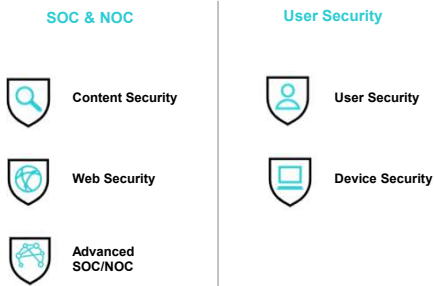 SOC & NOC
Content Security
Web Security
Advanced
SOC/NOC
User Security
User Security
Device Security